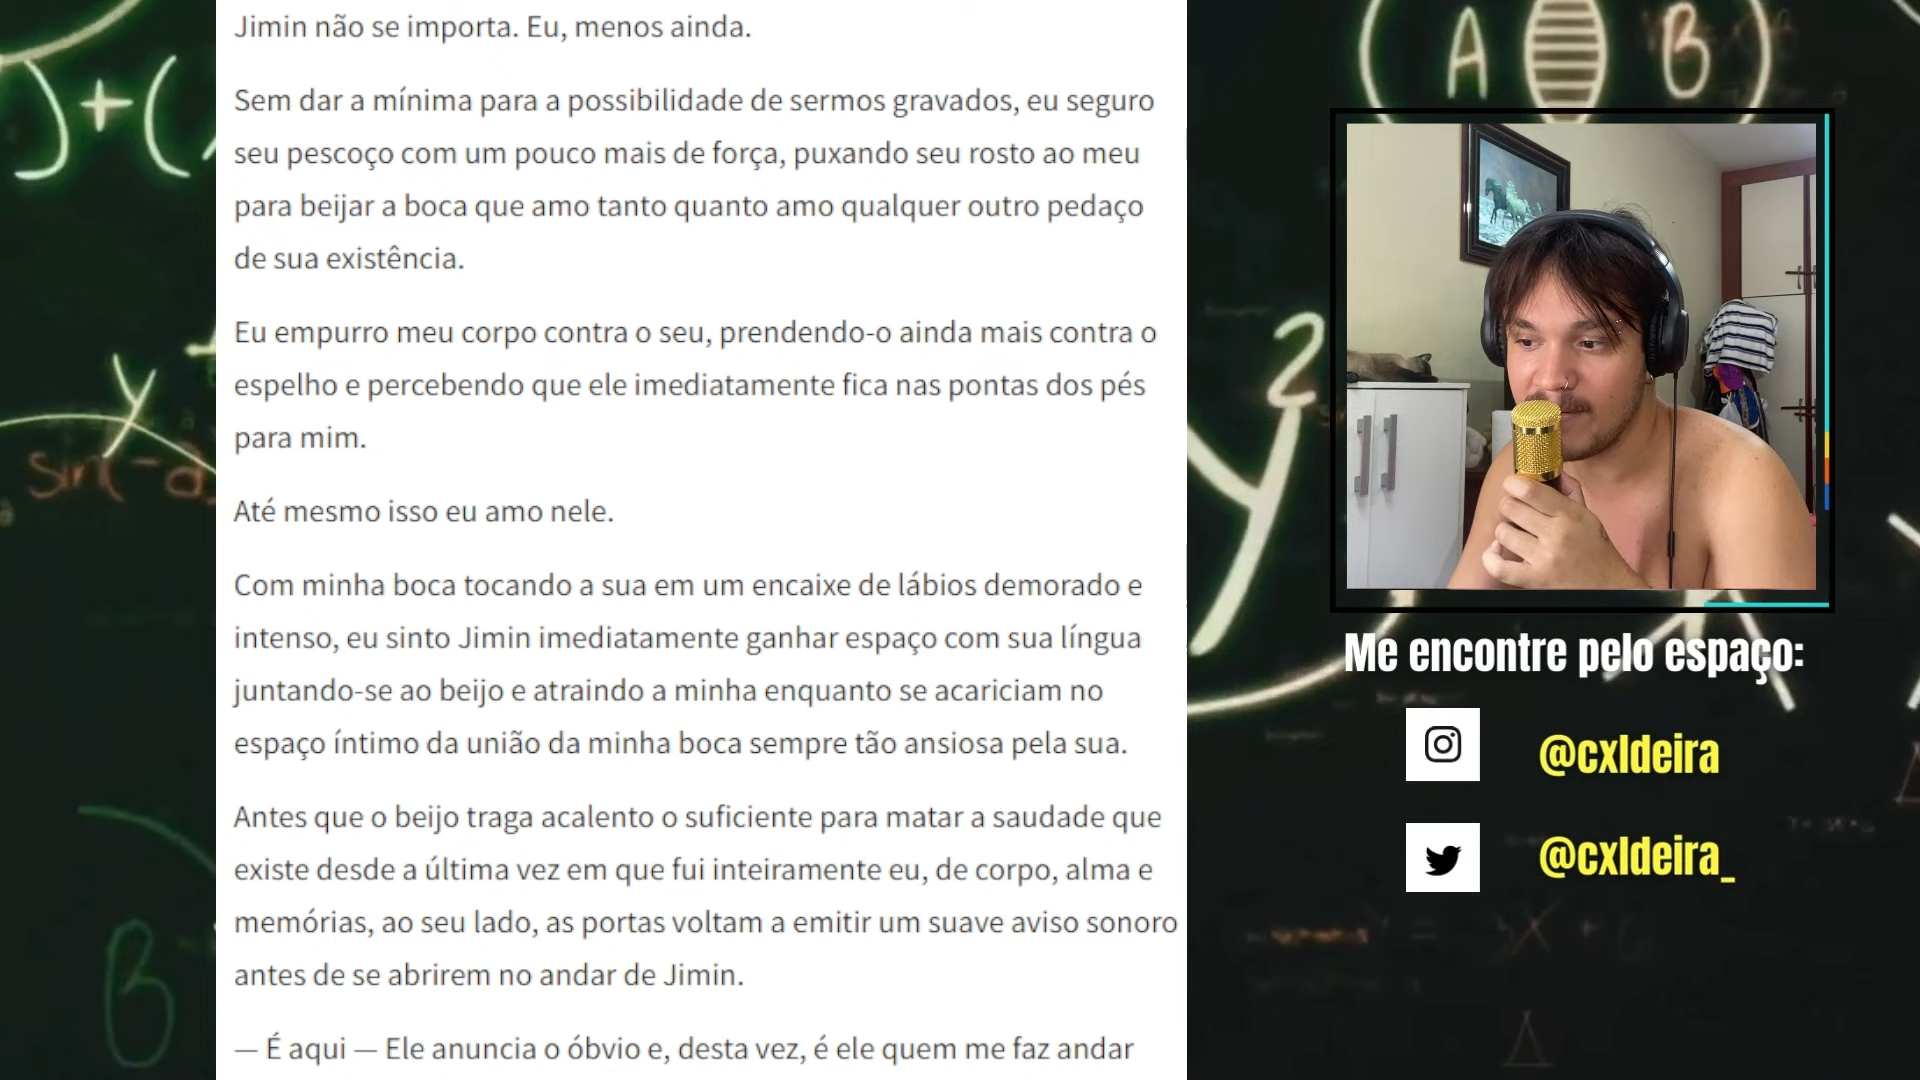 Jimin não se importa. Eu, menos ainda.
Sem dar a mínima para a possibilidade de sermos gravados, eu seguro
seu pescoço com um pouco mais de força, puxando seu rosto ao meu
para beijar a boca que amo tanto quanto amo qualquer outro pedaço
de sua existência.
Eu empurro meu corpo contra o seu, prendendo-o ainda mais contra o
espelho e percebendo que ele imediatamente fica nas pontas dos pés
para mim.
Até mesmo isso eu amo nele.
Com minha boca tocando a sua em um encaixe de lábios demorado e
intenso, eu sinto Jimin imediatamente ganhar espaço com sua língua
juntando-se ao beijo e atraindo a minha enquanto se acariciam no
espaço íntimo da união da minha boca sempre tão ansiosa pela sua.
Antes que o beijo traga acalento o suficiente para matar a saudade que
existe desde a última vez em que fui inteiramente eu, de corpo, alma e
memórias, ao seu lado, as portas voltam a emitir um suave aviso sonoro
antes de se abrirem no andar de Jimin.
— É aqui — Ele anuncia o óbvio e, desta vez, é ele quem me faz andar
A B
y
2
y
B
Me encontre pelo espaço:
@cxldeira
@cxldeira_